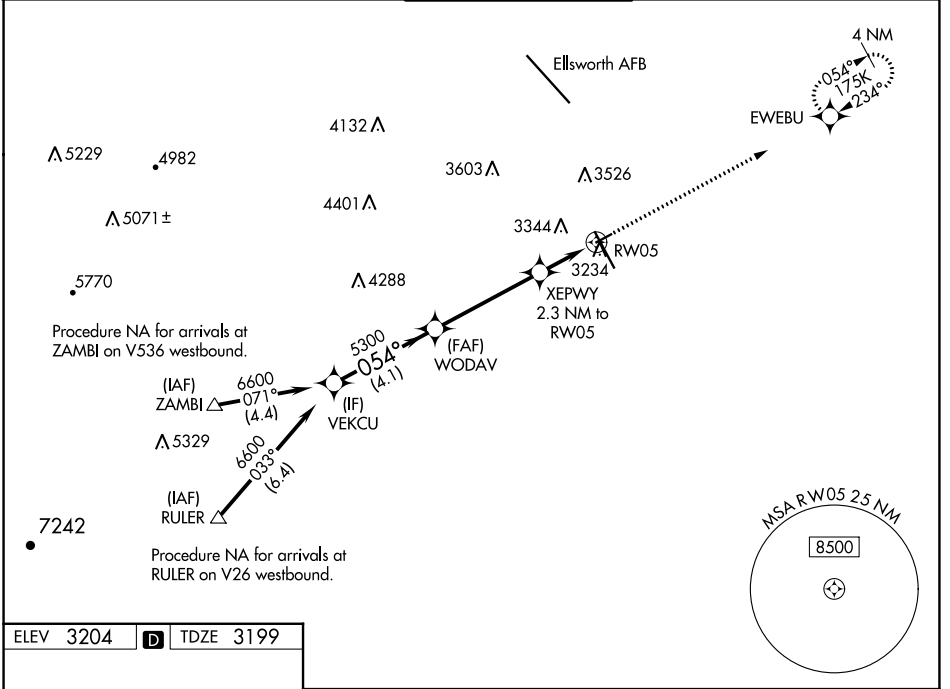 4 NM
Ellsworth AFB
054°
175K
234°
EWEBU
4132
5229
4982
3603
3526
4401
5071±
3344
RW05
3234
5770
4288
XEPWY
2.3 NM to
RW05
Procedure NA for arrivals at
ZAMBI on V536 westbound.
5300
054°
(4.1)
(FAF)
WODAV
(IAF)
ZAMBI
6600
071°
(4.4)
(IF)
VEKCU
5329
6600
033°
(6.4)
(IAF)
RULER
7242
Procedure NA for arrivals at
RULER on V26 westbound.
MSA RW05 25 NM
8500
ELEV 3204 D TDZE 3199